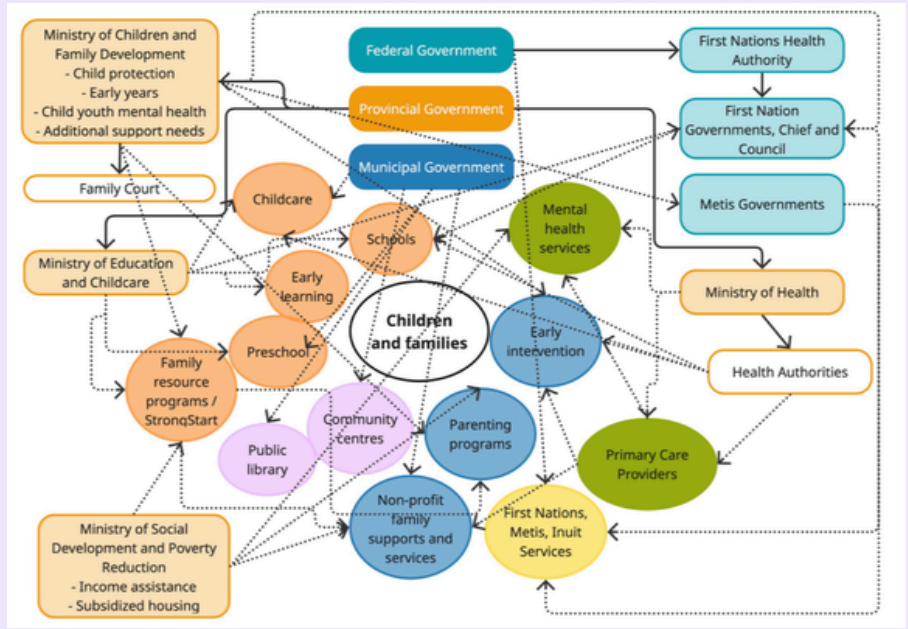 Ministry of Children and
Family Development
- Child protection
- Early years
- Child youth mental health
- Additional support needs
Federal Government
First Nations Health
Authority
Provincial Government
First Nation
Governments, Chief and
Council
Municipal Government
Family Court
Childcare
Metis Governments
Schools
Mental
health
services
Ministry of Education
and Childcare
Early
learning
Ministry of Health
Children
and families
Early
intervention
Preschool
Health Authorities
Family
resource
programs /
StrongStart
Community
centres
Parenting
programs
Public
library
Primary Care
Providers
Non-profit
family
supports and
services
First Nations,
Metis, Inuit
Services
Ministry of Social
Development and Poverty
Reduction
- Income assistance
- Subsidized housing